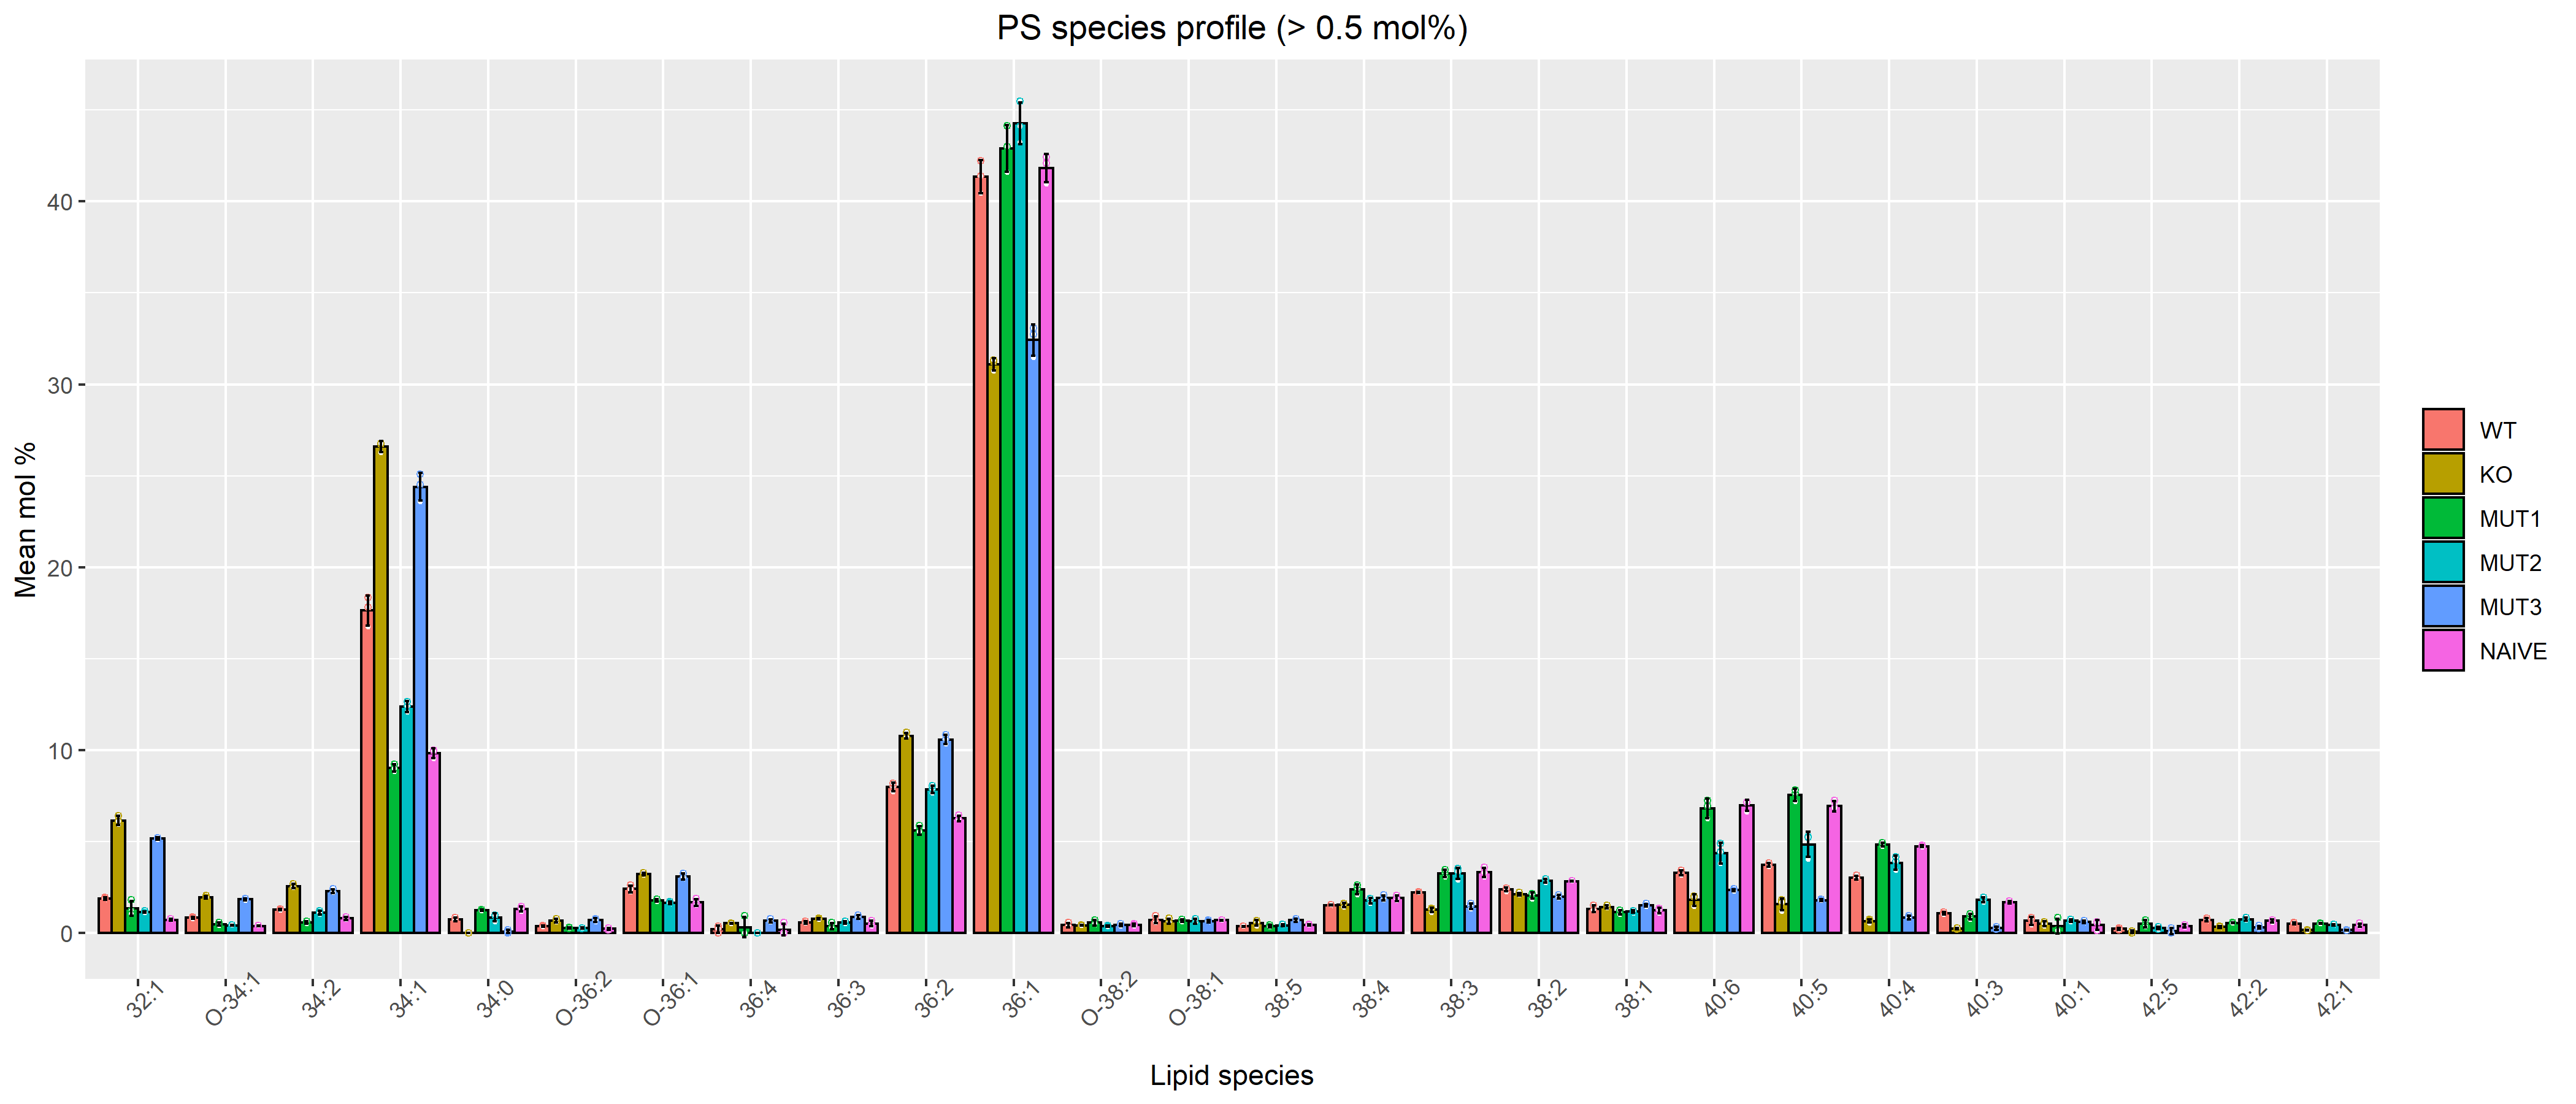 PS species profile (> 0.5 mol%)
Mean mol %
40
30
20
10
0
32:1
O-34:1
34:2
34:1
34:0
O-36:2
O-36:1
36:4
36:3
36:2
36:1
O-38:2
O-38:1
38:5
38:4
38:3
38:2
38:1
40:6
40:5
40:4
40:3
40:1
42:5
42:2
42:1
Lipid species
WT
KO
MUT1
MUT2
MUT3
NAIVE